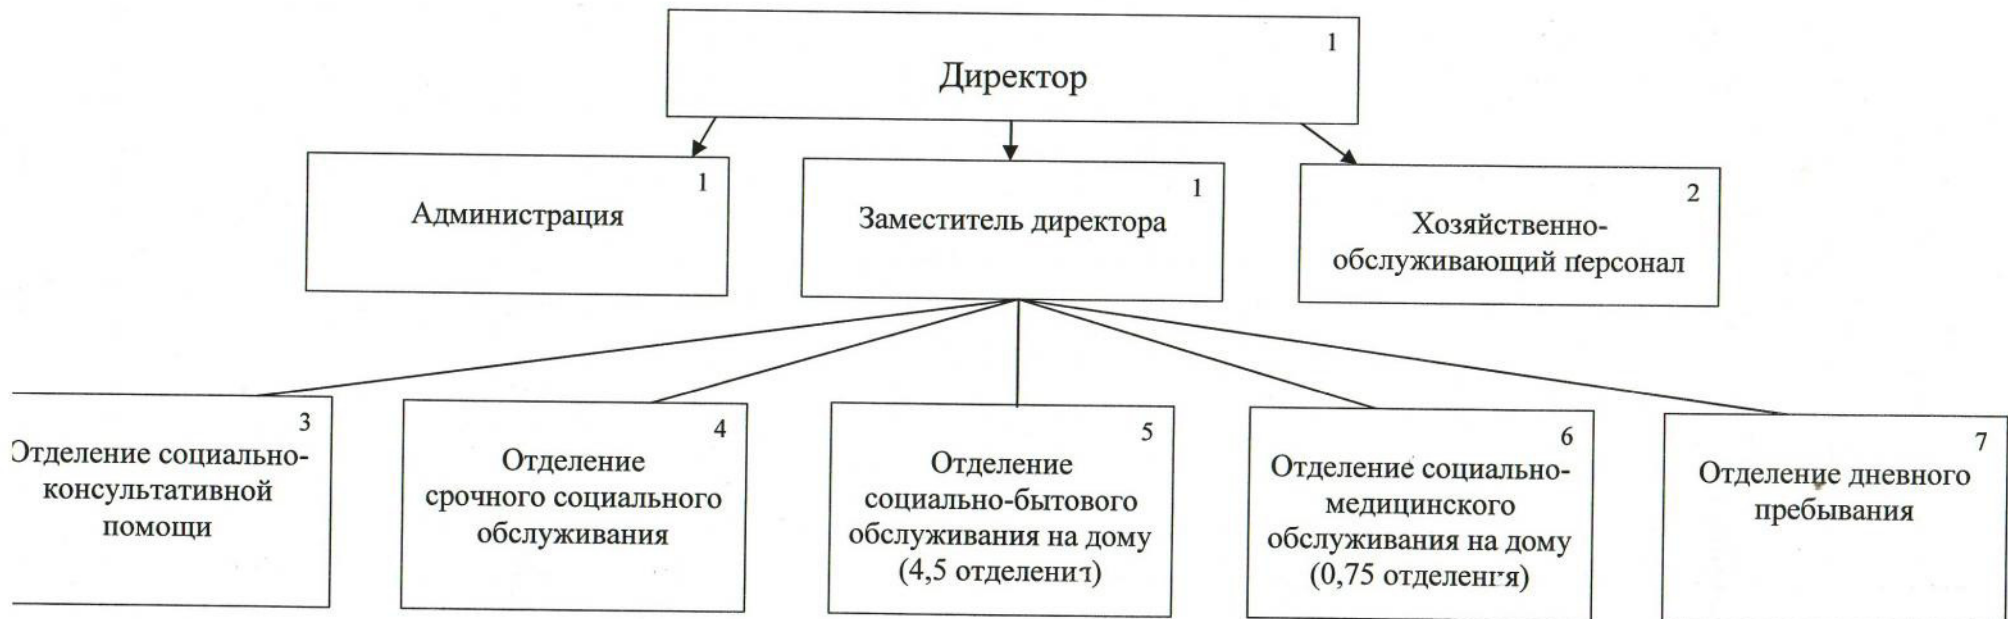 1
Директор
1
Администрация
1
Заместитель директора
2
Хозяйственно-
обслуживающий персонал
3
Отделение социально-
консультативной
помощи
4
Отделение
срочного социального
обслуживания
5
Отделение
социально-бытового
обслуживания на дому
(4,5 отделения)
6
Отделение социально-
медицинского
обслуживания на дому
(0,75 отделения)
7
Отделение дневного
пребывания